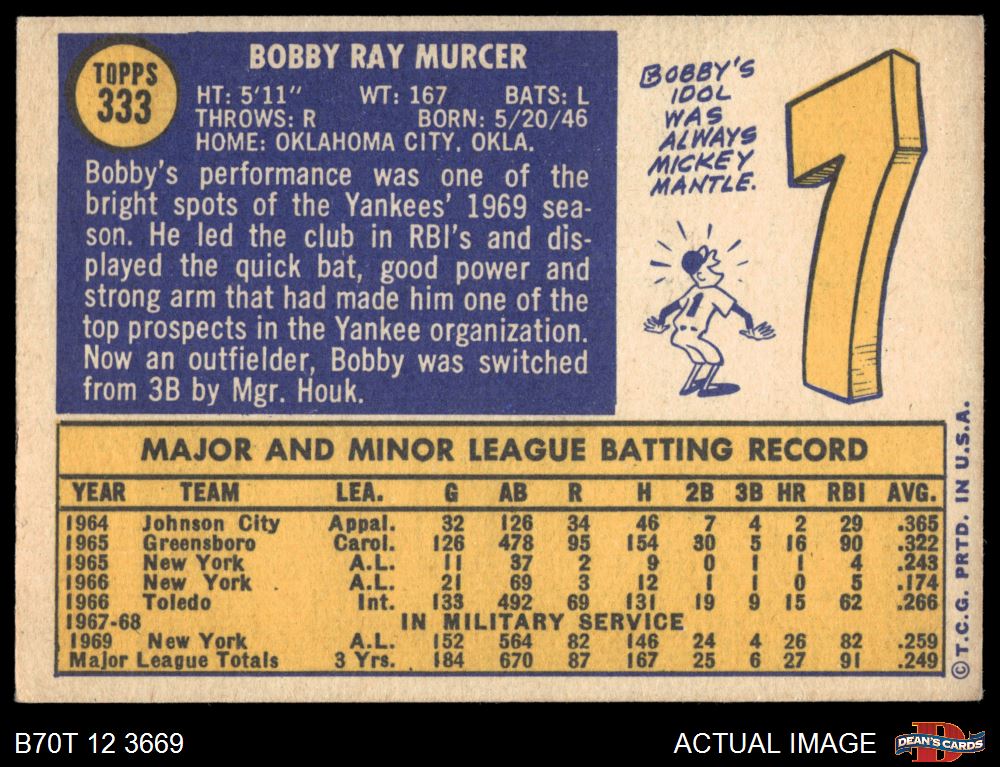 TOPPS
333
BOBBY RAY MURCER
HT: 5'11" WT: 167 BATS: L
THROWS: R BORN: 5/20/46
HOME: OKLAHOMA CITY, OKLA.
Bobby's performance was one of the
bright spots of the Yankees' 1969 sea-
son. He led the club in RBI's and dis-
played the quick bat, good power and
strong arm that had made him one of the
top prospects in the Yankee organization.
Now an outfielder, Bobby was switched
from 3B by Mgr. Houk.
BOBBY'S
IDOL
WAS
ALWAYS
MICKEY
MANTLE.
1
7
MAJOR AND MINOR LEAGUE BATTING RECORD
YEAR TEAM LEA. G AB R H 2B 3B HR RBI AVG.
1964 Johnson City Appal. 32 126 34 46 7 4 2 29 .365
1965 Greensboro Carol. 126 478 95 154 30 5 16 90 .322
1965 New York A.L. 11 37 2 9 0 1 1 4 .243
1966 New York A.L. 21 69 3 12 1 1 0 5 .174
1966 Toledo Int. 133 492 69 131 19 9 15 62 .266
1967-68 IN MILITARY SERVICE
1969 New York A.L. 152 564 82 146 24 4 26 82 .259
Major League Totals 3 Yrs. 184 670 87 167 25 6 27 91 .249
© T.C.G. PRTD. IN U.S.A.
B70T 12 3669
ACTUAL IMAGE
D
DEAN'S CARDS